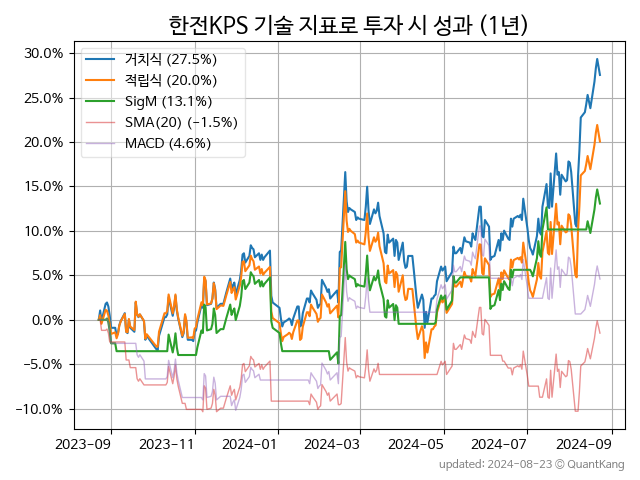 한전KPS 기술 지표로 투자 시 성과 (1년)
30.0%
25.0%
20.0%
15.0%
10.0%
5.0%
0.0%
−5.0%
−10.0%
거치식 (27.5%)
적립식 (20.0%)
SigM (13.1%)
SMA(20) (−1.5%)
MACD (4.6%)
2023-09 2023-11 2024-01 2024-03 2024-05 2024-07 2024-09
updated: 2024-08-23 © QuantKang